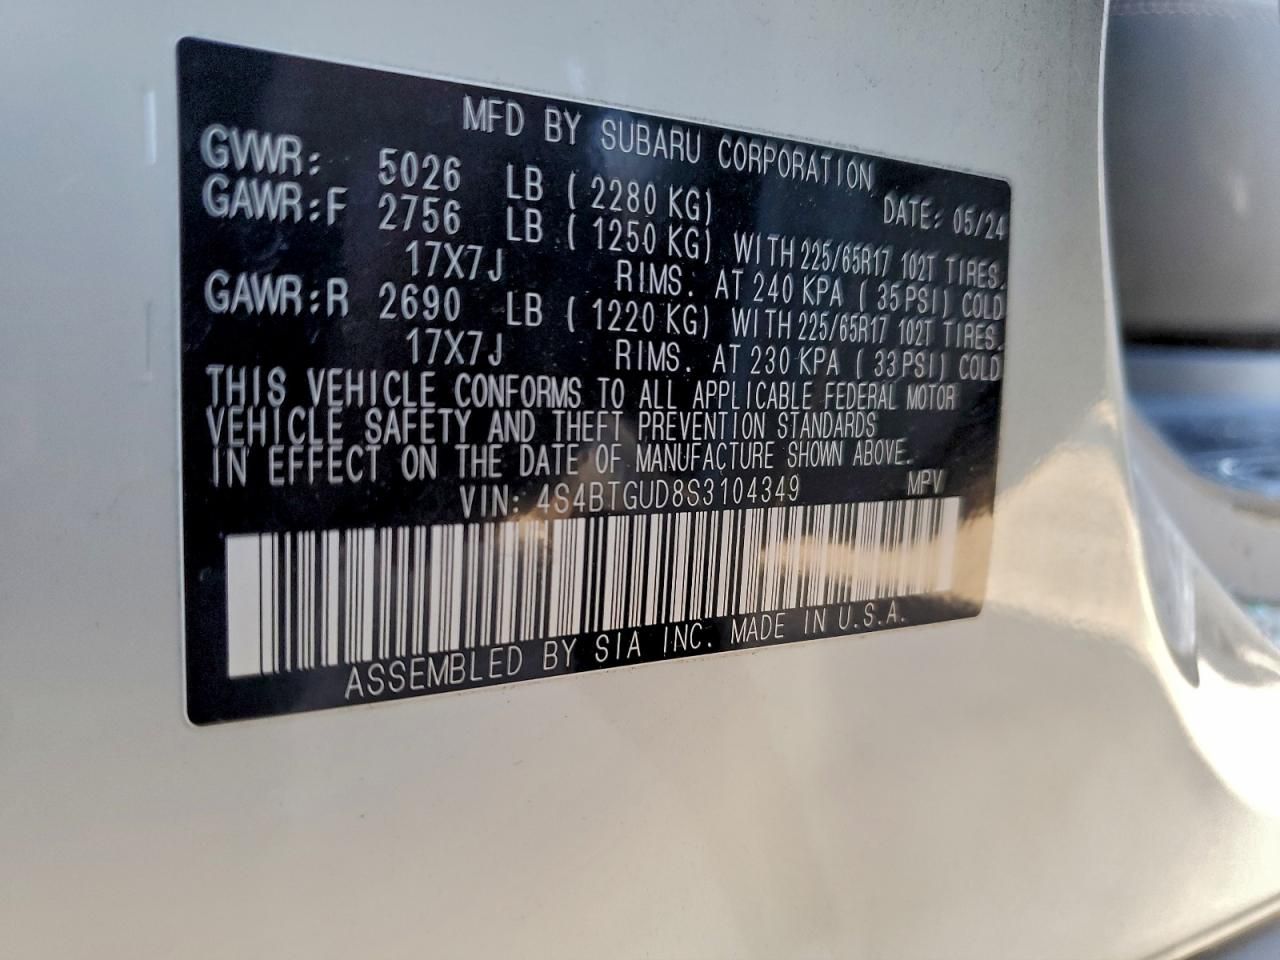 MFD BY SUBARU CORPORATION
GVWR: 5026 LB ( 2280 KG) DATE: 05/24
GAWR:F 2756 LB ( 1250 KG) WITH 225/65R17 102T TIRES.
17X7J RIMS. AT 240 KPA ( 35 PSI) COLD
GAWR:R 2690 LB ( 1220 KG) WITH 225/65R17 102T TIRES.
17X7J RIMS. AT 230 KPA ( 33 PSI) COLD
THIS VEHICLE CONFORMS TO ALL APPLICABLE FEDERAL MOTOR
VEHICLE SAFETY AND THEFT PREVENTION STANDARDS
IN EFFECT ON THE DATE OF MANUFACTURE SHOWN ABOVE.
VIN: 4S4BTGUD8S3104349 MPV
ASSEMBLED BY SIA INC. MADE IN U.S.A.